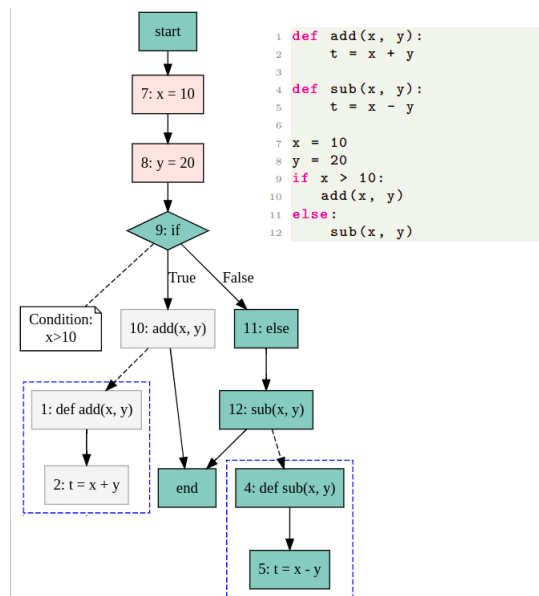 start
7: x = 10
8: y = 20
9: if
True
False
Condition:
x>10
10: add(x, y)
11: else
1: def add(x, y)
12: sub(x, y)
2: t = x + y
end
4: def sub(x, y)
5: t = x - y
1 def add(x, y):
2 t = x + y
3
4 def sub(x, y):
5 t = x - y
6
7 x = 10
8 y = 20
9 if x > 10:
10 add(x, y)
11 else:
12 sub(x, y)